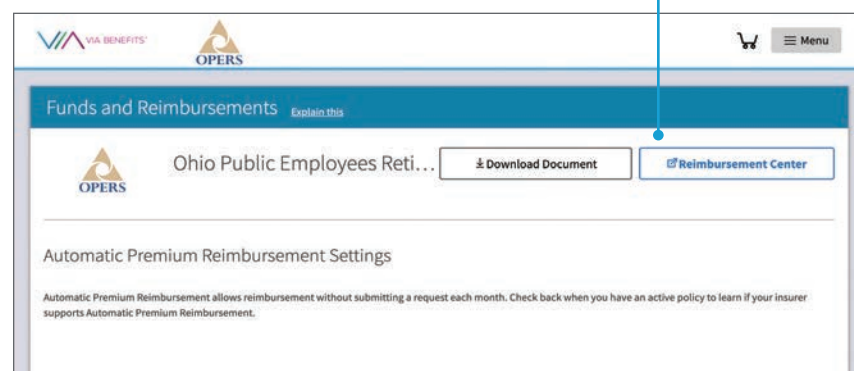 VIA BENEFITS
OPERS
Menu
Funds and Reimbursements Explain this
OPERS
Ohio Public Employees Reti...
Download Document
Reimbursement Center
Automatic Premium Reimbursement Settings
Automatic Premium Reimbursement allows reimbursement without submitting a request each month. Check back when you have an active policy to learn if your insurer
supports Automatic Premium Reimbursement.